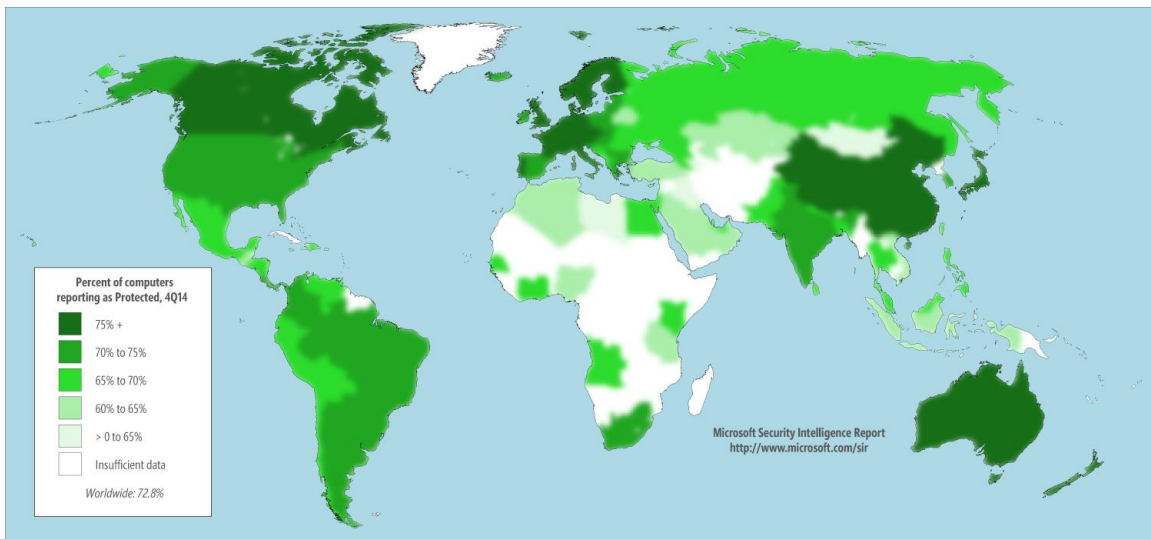 Percent of computers
reporting as Protected, 4Q14
75% +
70% to 75%
65% to 70%
60% to 65%
> 0 to 65%
Insufficient data
Worldwide: 72.8%
Microsoft Security Intelligence Report
http://www.microsoft.com/sir